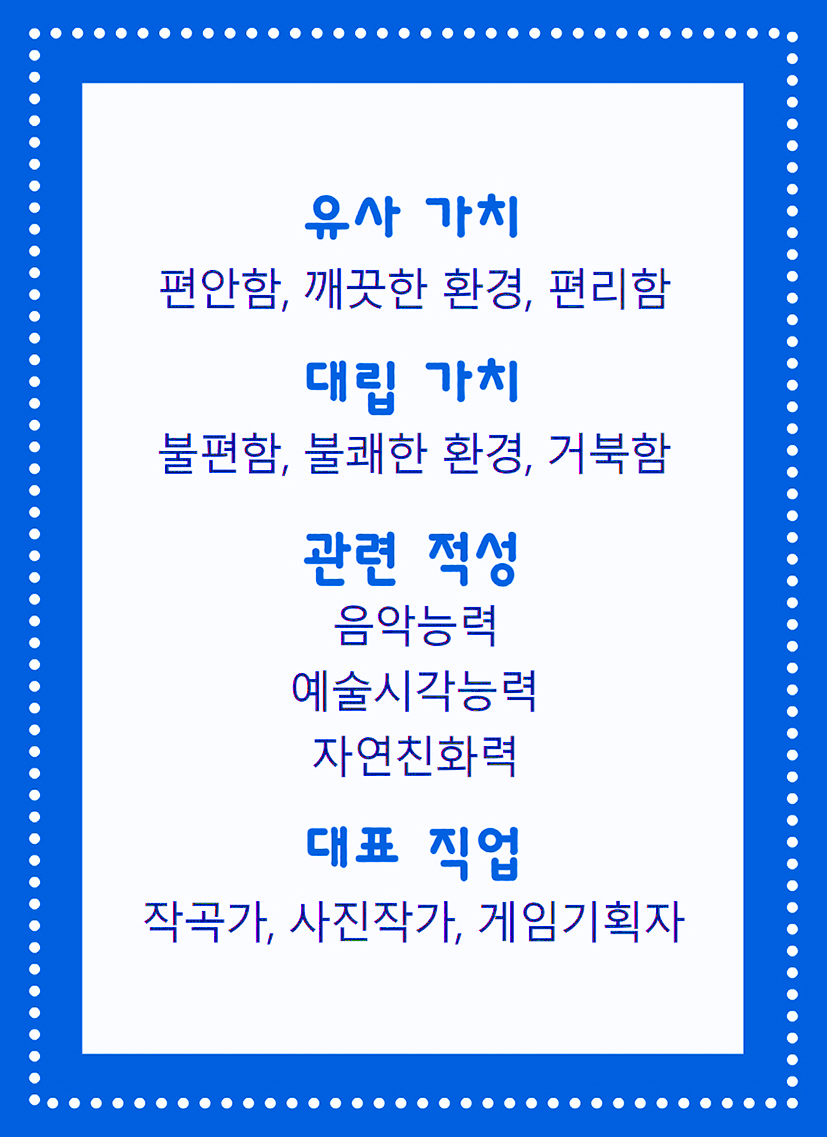 유사 가치
편안함, 깨끗한 환경, 편리함
대립 가치
불편함, 불쾌한 환경, 거북함
관련 적성
음악능력
예술시각능력
자연친화력
대표 직업
작곡가, 사진작가, 게임기획자